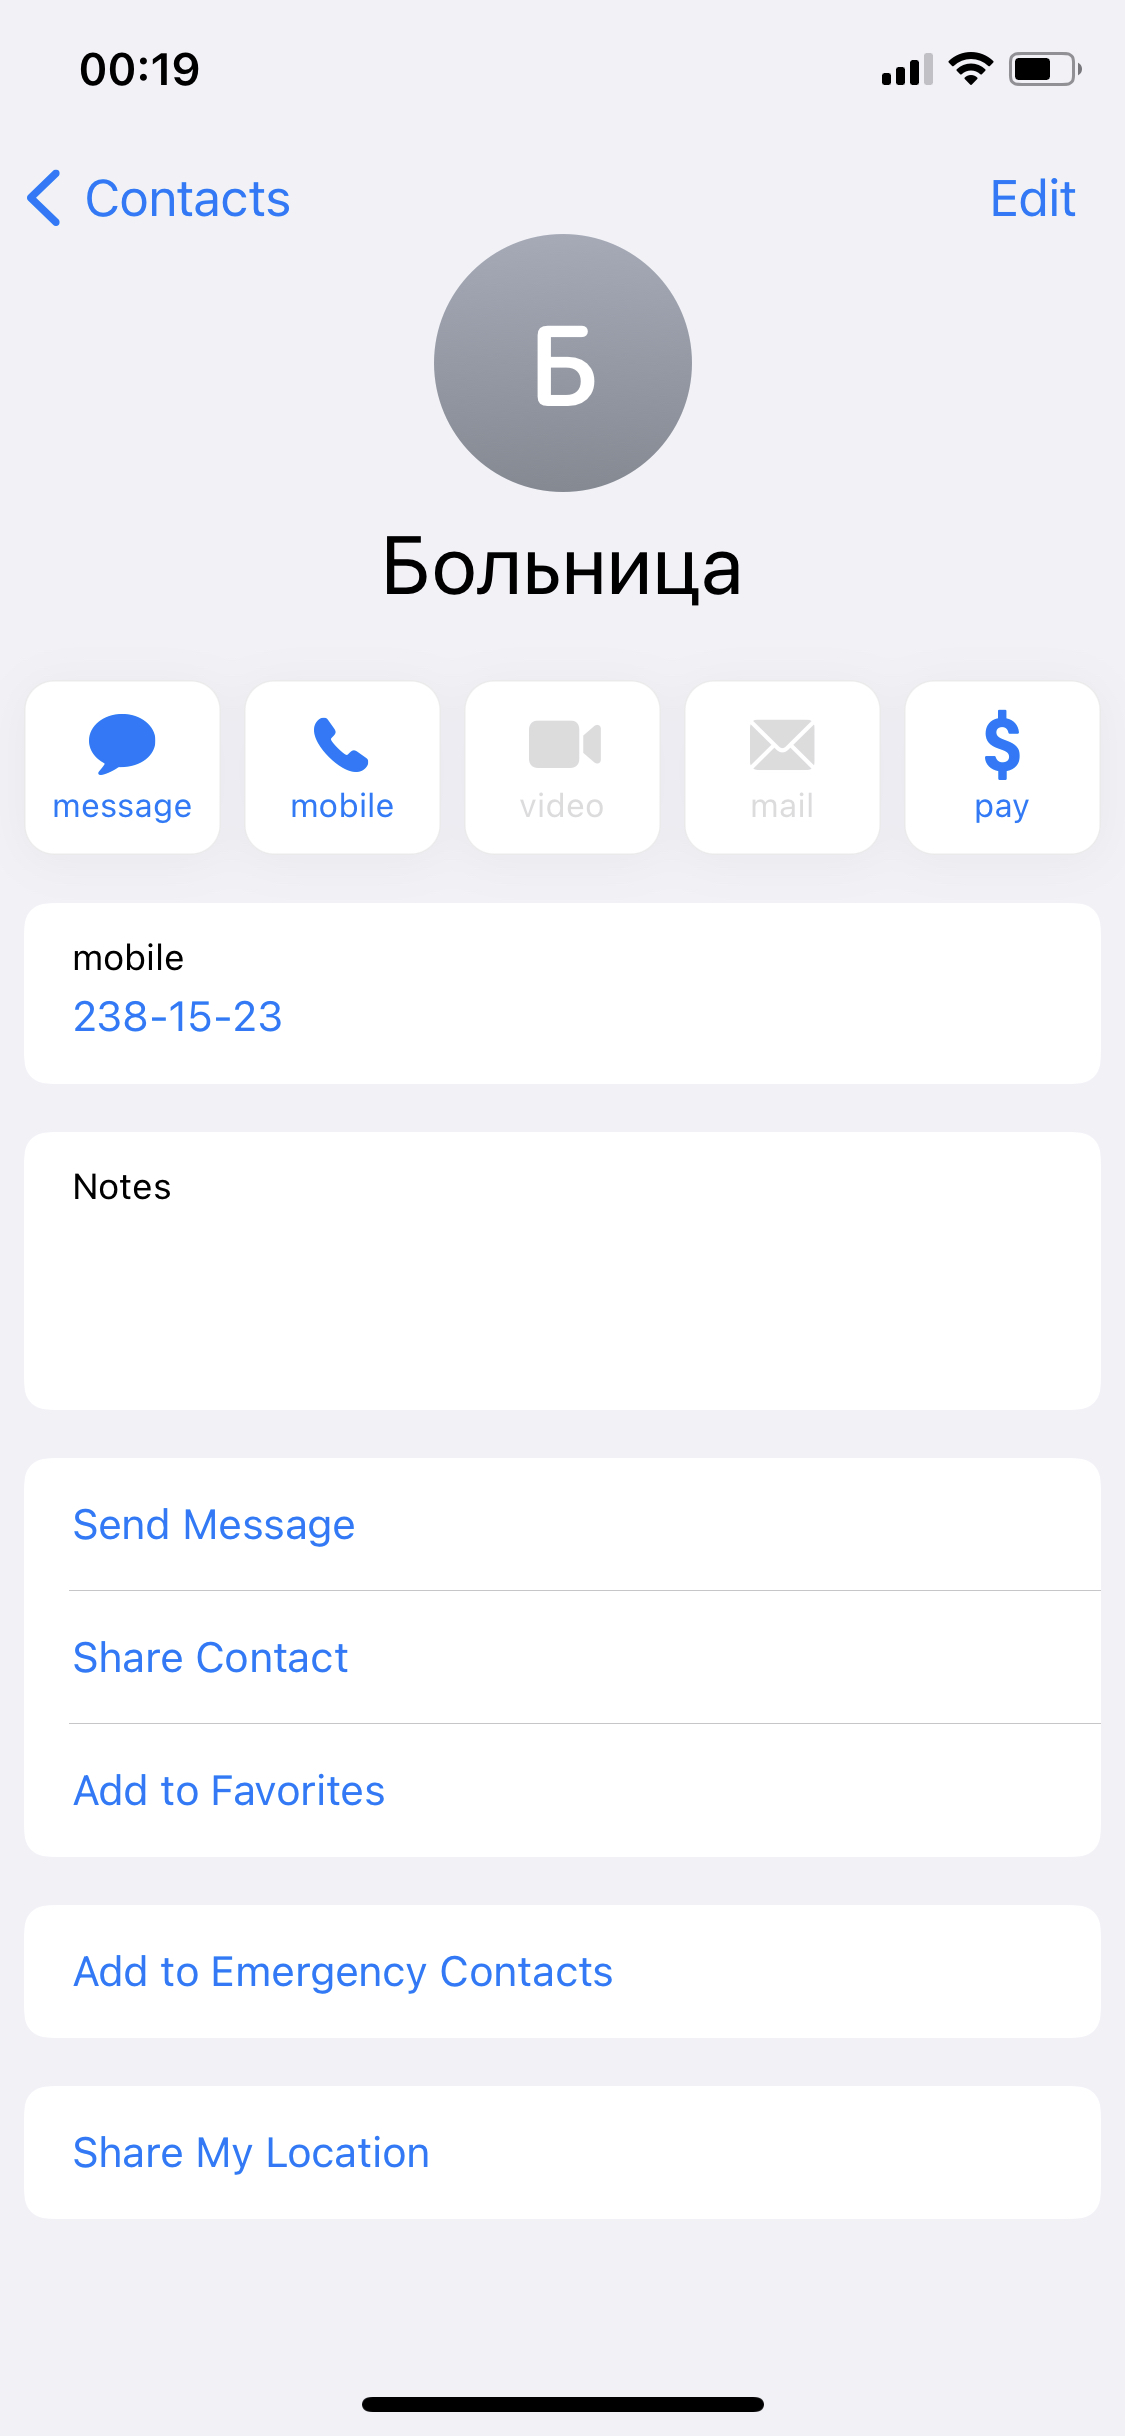 00:19
Contacts
Edit
Б
Больница
message
mobile
video
mail
pay
mobile
238-15-23
Notes
Send Message
Share Contact
Add to Favorites
Add to Emergency Contacts
Share My Location